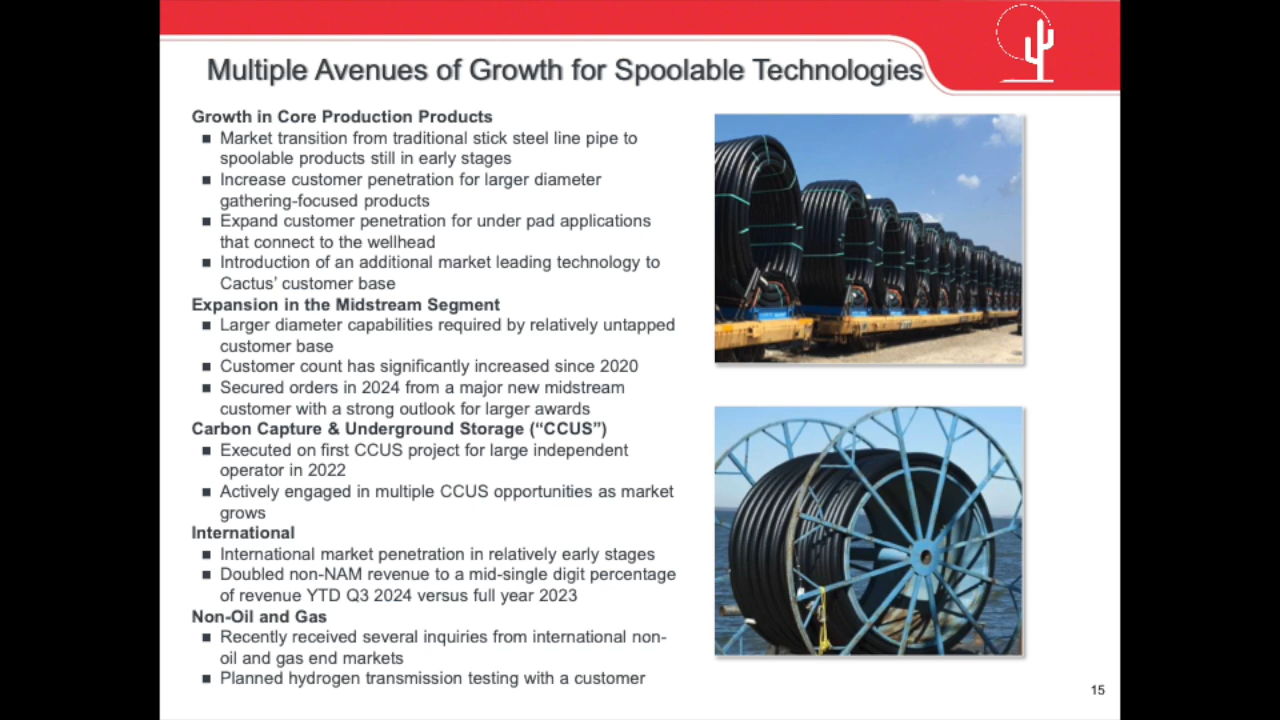 Multiple Avenues of Growth for Spoolable Technologies
Growth in Core Production Products
■ Market transition from traditional stick steel line pipe to
spoolable products still in early stages
■ Increase customer penetration for larger diameter
gathering-focused products
■ Expand customer penetration for under pad applications
that connect to the wellhead
■ Introduction of an additional market leading technology to
Cactus’ customer base
Expansion in the Midstream Segment
■ Larger diameter capabilities required by relatively untapped
customer base
■ Customer count has significantly increased since 2020
■ Secured orders in 2024 from a major new midstream
customer with a strong outlook for larger awards
Carbon Capture & Underground Storage (“CCUS”)
■ Executed on first CCUS project for large independent
operator in 2022
■ Actively engaged in multiple CCUS opportunities as market
grows
International
■ International market penetration in relatively early stages
■ Doubled non-NAM revenue to a mid-single digit percentage
of revenue YTD Q3 2024 versus full year 2023
Non-Oil and Gas
■ Recently received several inquiries from international non-
oil and gas end markets
■ Planned hydrogen transmission testing with a customer
15